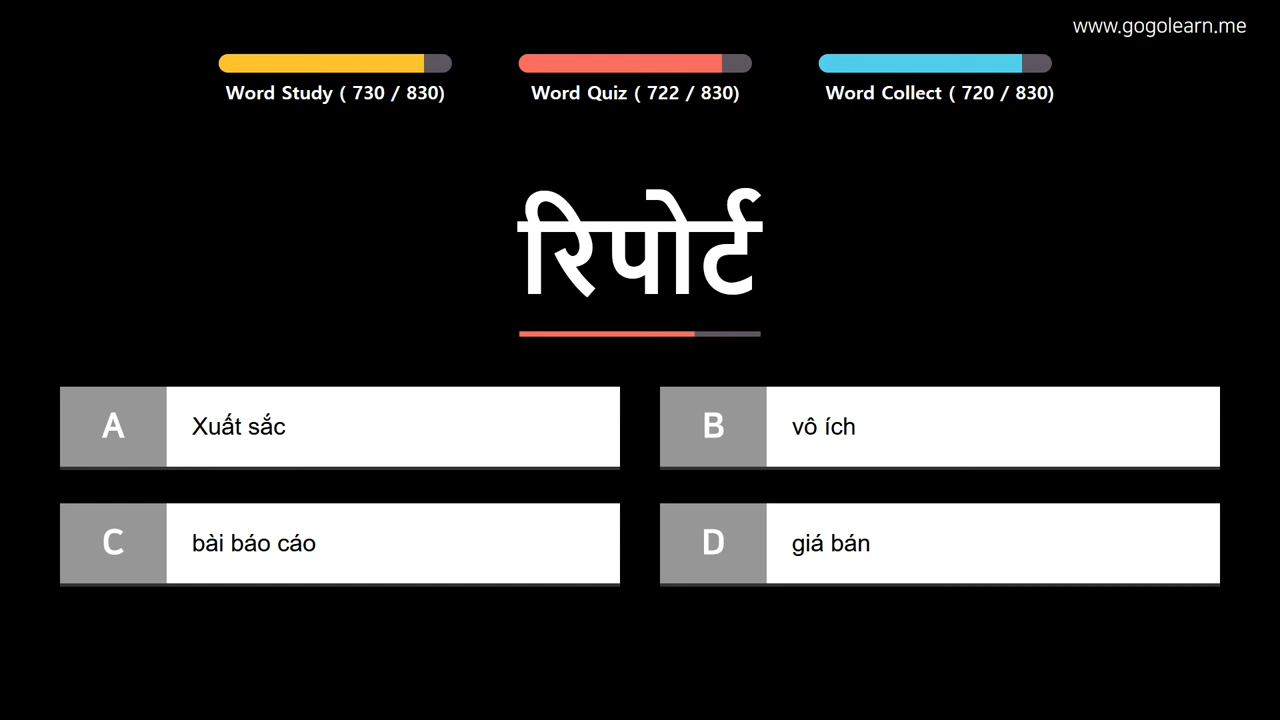 www.gogolearn.me
Word Study ( 730 / 830)
Word Quiz ( 722 / 830)
Word Collect ( 720 / 830)
रिपोर्ट
A Xuất sắc
B vô ích
C bài báo cáo
D giá bán